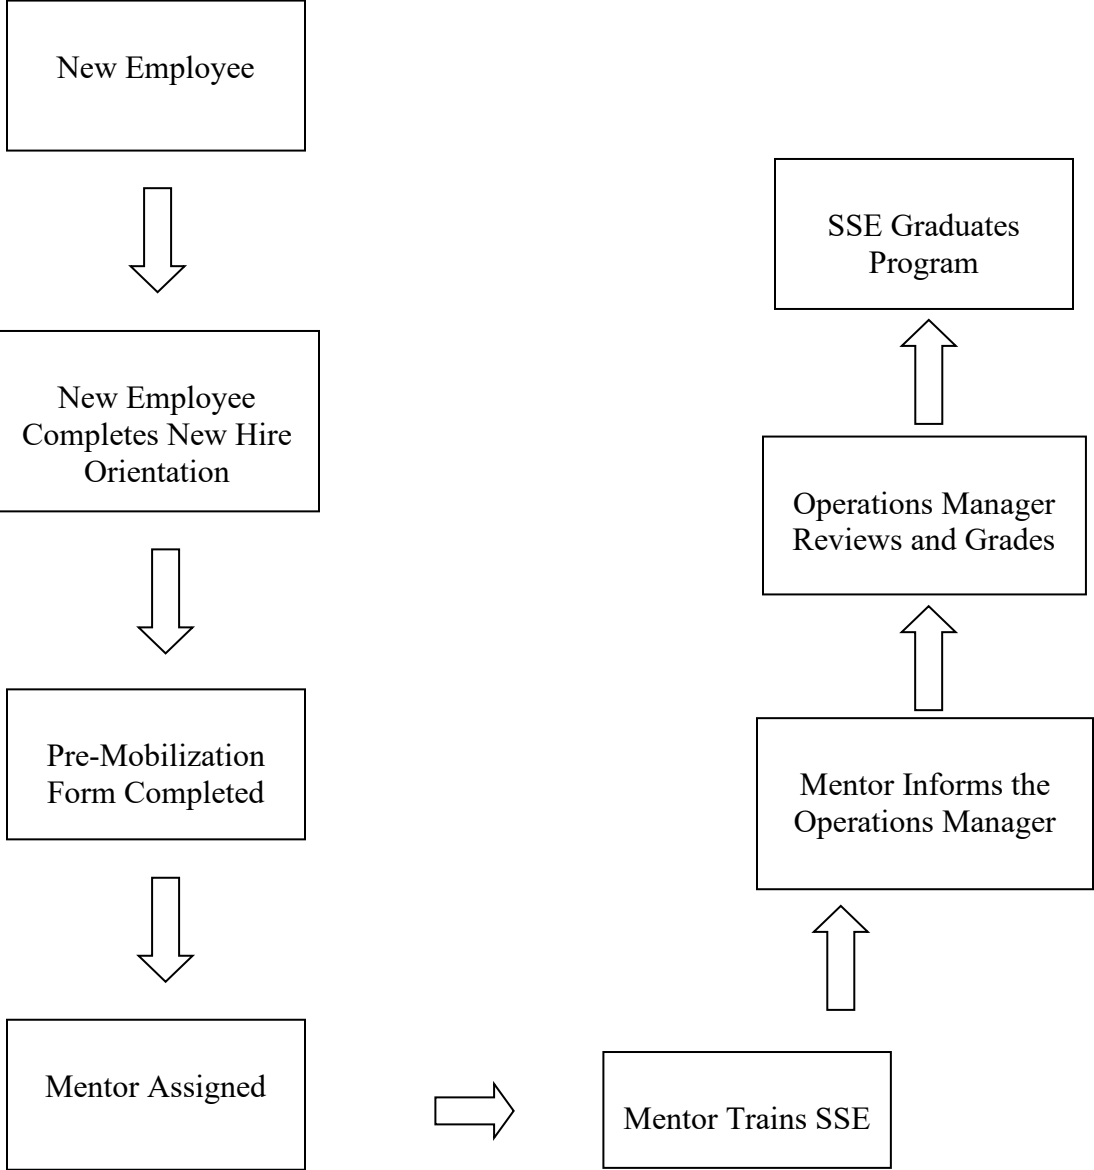 New Employee
New Employee
Completes New Hire
Orientation
Pre-Mobilization
Form Completed
Mentor Assigned
Mentor Trains SSE
Mentor Informs the
Operations Manager
Operations Manager
Reviews and Grades
SSE Graduates
Program